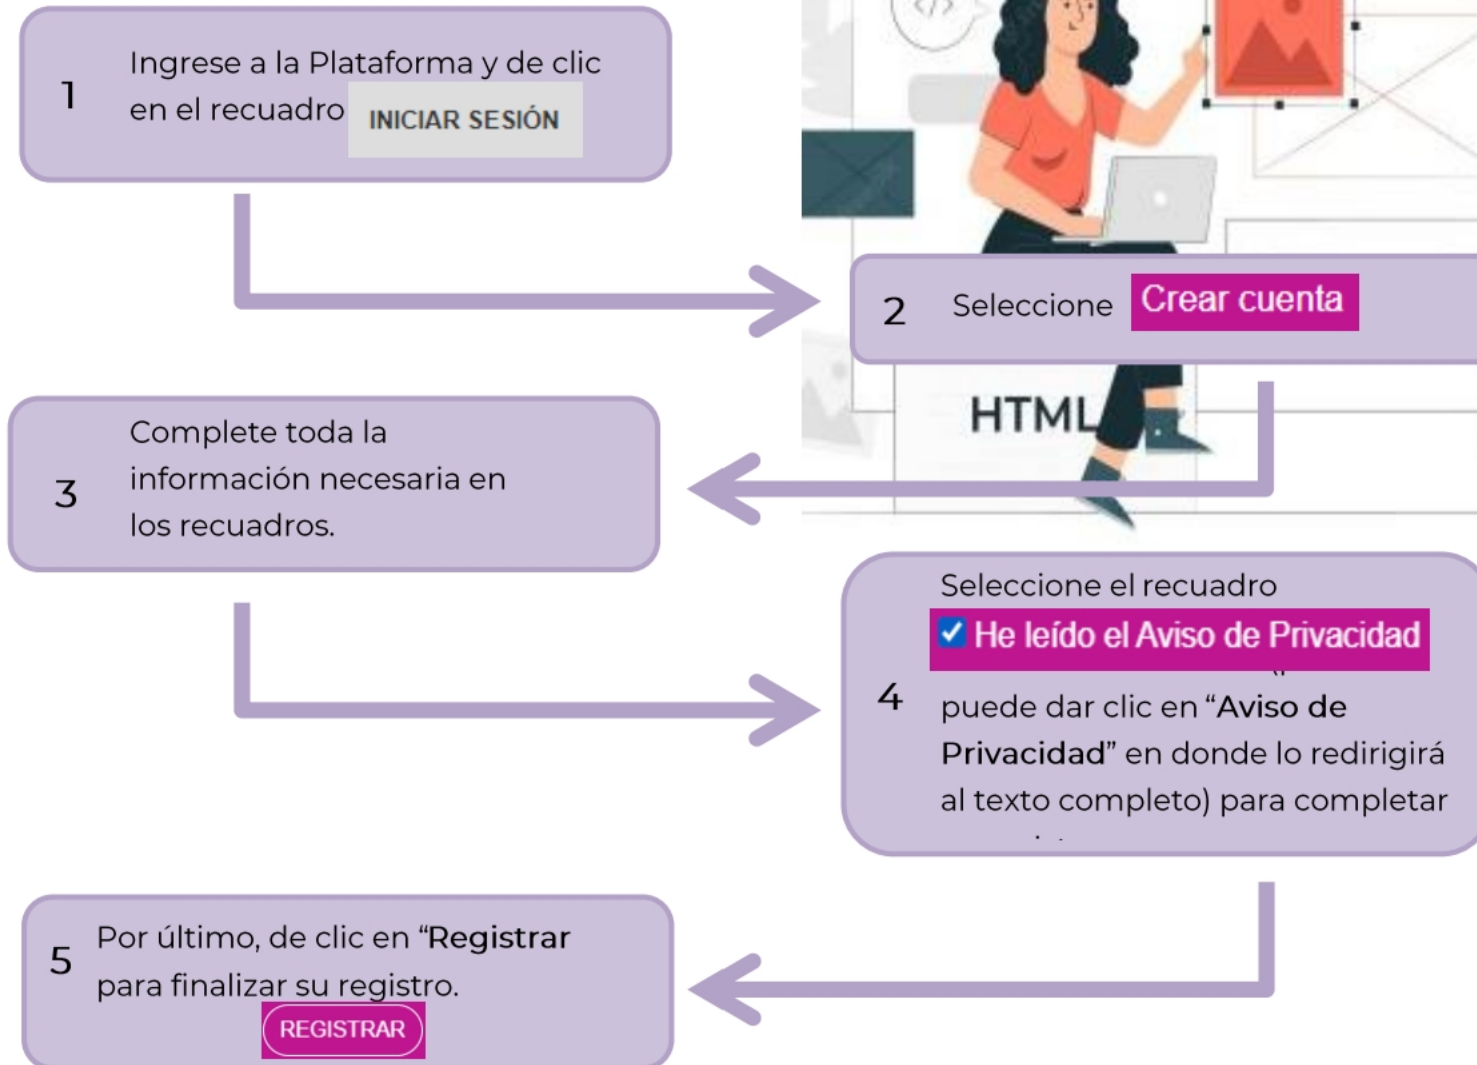 </>
1
Ingrese a la Plataforma y de clic
en el recuadro INICIAR SESIÓN
2 Seleccione Crear cuenta
HTML
3
Complete toda la
información necesaria en
los recuadros.
4
Seleccione el recuadro
He leído el Aviso de Privacidad
puede dar clic en “Aviso de
Privacidad” en donde lo redirigirá
al texto completo) para completar
5
Por último, de clic en “Registrar
para finalizar su registro.
REGISTRAR